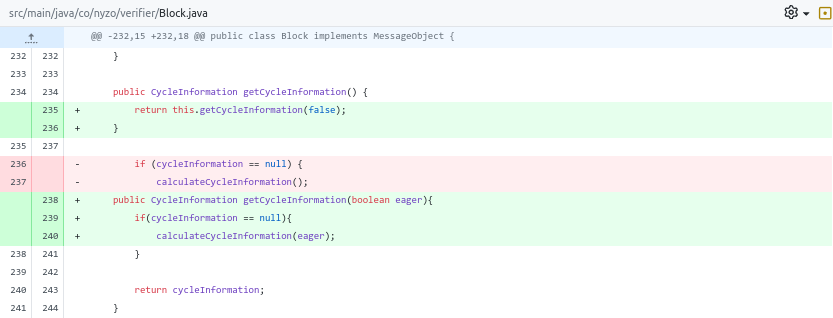 src/main/java/co/nyzo/verifier/Block.java
@@ -232,15 +232,18 @@ public class Block implements MessageObject {
232 232 }
233 233
234 234 public CycleInformation getCycleInformation() {
235 + return this.getCycleInformation(false);
236 + }
235 237
236 - if (cycleInformation == null) {
237 - calculateCycleInformation();
238 + public CycleInformation getCycleInformation(boolean eager){
239 + if(cycleInformation == null){
240 + calculateCycleInformation(eager);
238 241 }
239 242
240 243 return cycleInformation;
241 244 }